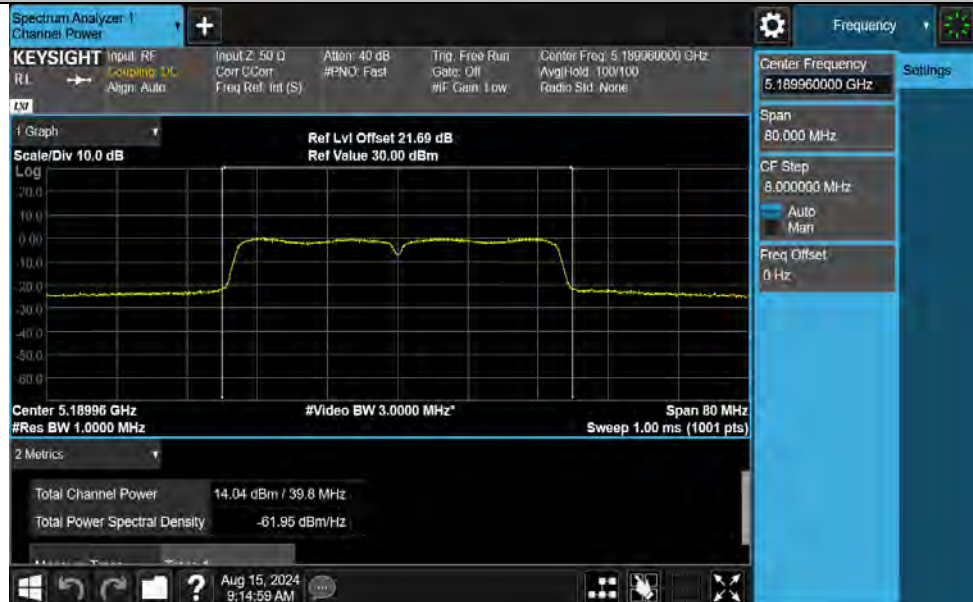 Spectrum Analyzer 1
Channel Power
+
Frequency
KEYSIGHT
RL
LXI
Input: RF
Coupling: DC
Align: Auto
Input Z: 50 Ω
Corr CCorr
Freq Ref: Int (S)
Atten: 40 dB
#PNO: Fast
Trig: Free Run
Gate: Off
#IF Gain: Low
Center Freq: 5.189960000 GHz
Avg|Hold: 100/100
Radio Std: None
1 Graph
Scale/Div 10.0 dB
Ref Lvl Offset 21.69 dB
Ref Value 30.00 dBm
Log
20.0
10.0
0.00
-10.0
-20.0
-30.0
-40.0
-50.0
-60.0
Center 5.18996 GHz
#Res BW 1.0000 MHz
#Video BW 3.0000 MHz*
Span 80 MHz
Sweep 1.00 ms (1001 pts)
2 Metrics
Total Channel Power 14.04 dBm / 39.8 MHz
Total Power Spectral Density -61.95 dBm/Hz
Center Frequency
5.189960000 GHz
Span
80.000 MHz
CF Step
8.000000 MHz
Auto
Man
Freq Offset
0 Hz
Settings
?
Aug 15, 2024
9:14:59 AM